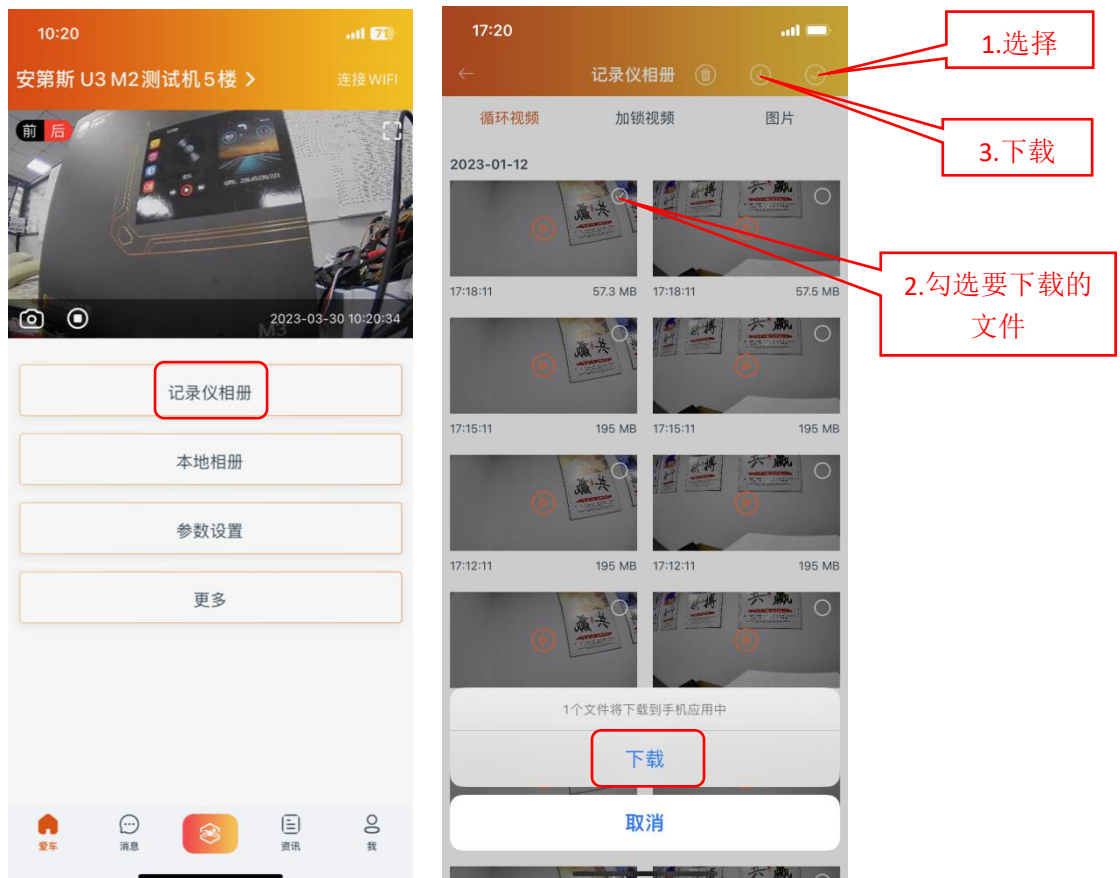 10:20
71
安第斯 U3 M2测试机5楼 >
连接WIFI
前 后
2023-03-30 10:20:34
记录仪相册
本地相册
参数设置
更多
爱车
消息
资讯
我
17:20
记录仪相册
循环视频
加锁视频
图片
2023-01-12
17:18:11
57.3 MB
17:18:11
57.5 MB
17:15:11
195 MB
17:15:11
195 MB
17:12:11
195 MB
17:12:11
195 MB
1个文件将下载到手机应用中
下载
取消
1.选择
3.下载
2.勾选要下载的
文件